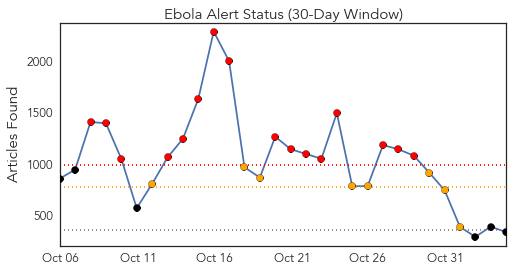 Ebola Alert Status (30-Day Window)
Articles Found
2000
1500
1000
500
Oct 06
Oct 11
Oct 16
Oct 21
Oct 26
Oct 31